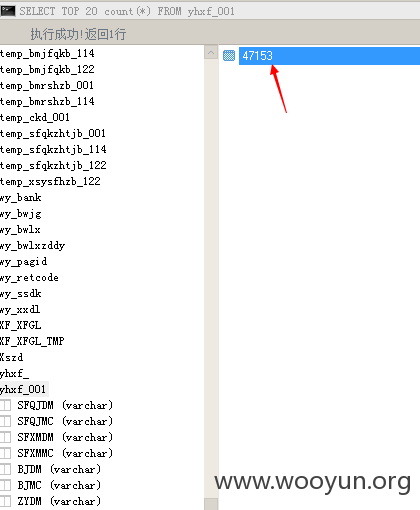 SELECT TOP 20 count(*) FROM yhxf_001
执行成功!返回1行
temp_bmjfqkb_114
temp_bmjfqkb_122
temp_bmrshzb_001
temp_bmrshzb_114
temp_ckd_001
temp_sfqkzhtjb_001
temp_sfqkzhtjb_114
temp_sfqkzhtjb_122
temp_xsysfhzb_122
wy_bank
wy_bwjg
wy_bwlx
wy_bwlxzddy
wy_pagid
wy_retcode
wy_ssdk
wy_xxdl
XF_XFGL
XF_XFGL_TMP
Xszd
yhxf_
yhxf_001
SFQJDM (varchar)
SFQJMC (varchar)
SFXMDM (varchar)
SFXMMC (varchar)
BJDM (varchar)
BJMC (varchar)
ZYDM (varchar)
47153
www.wooyun.org